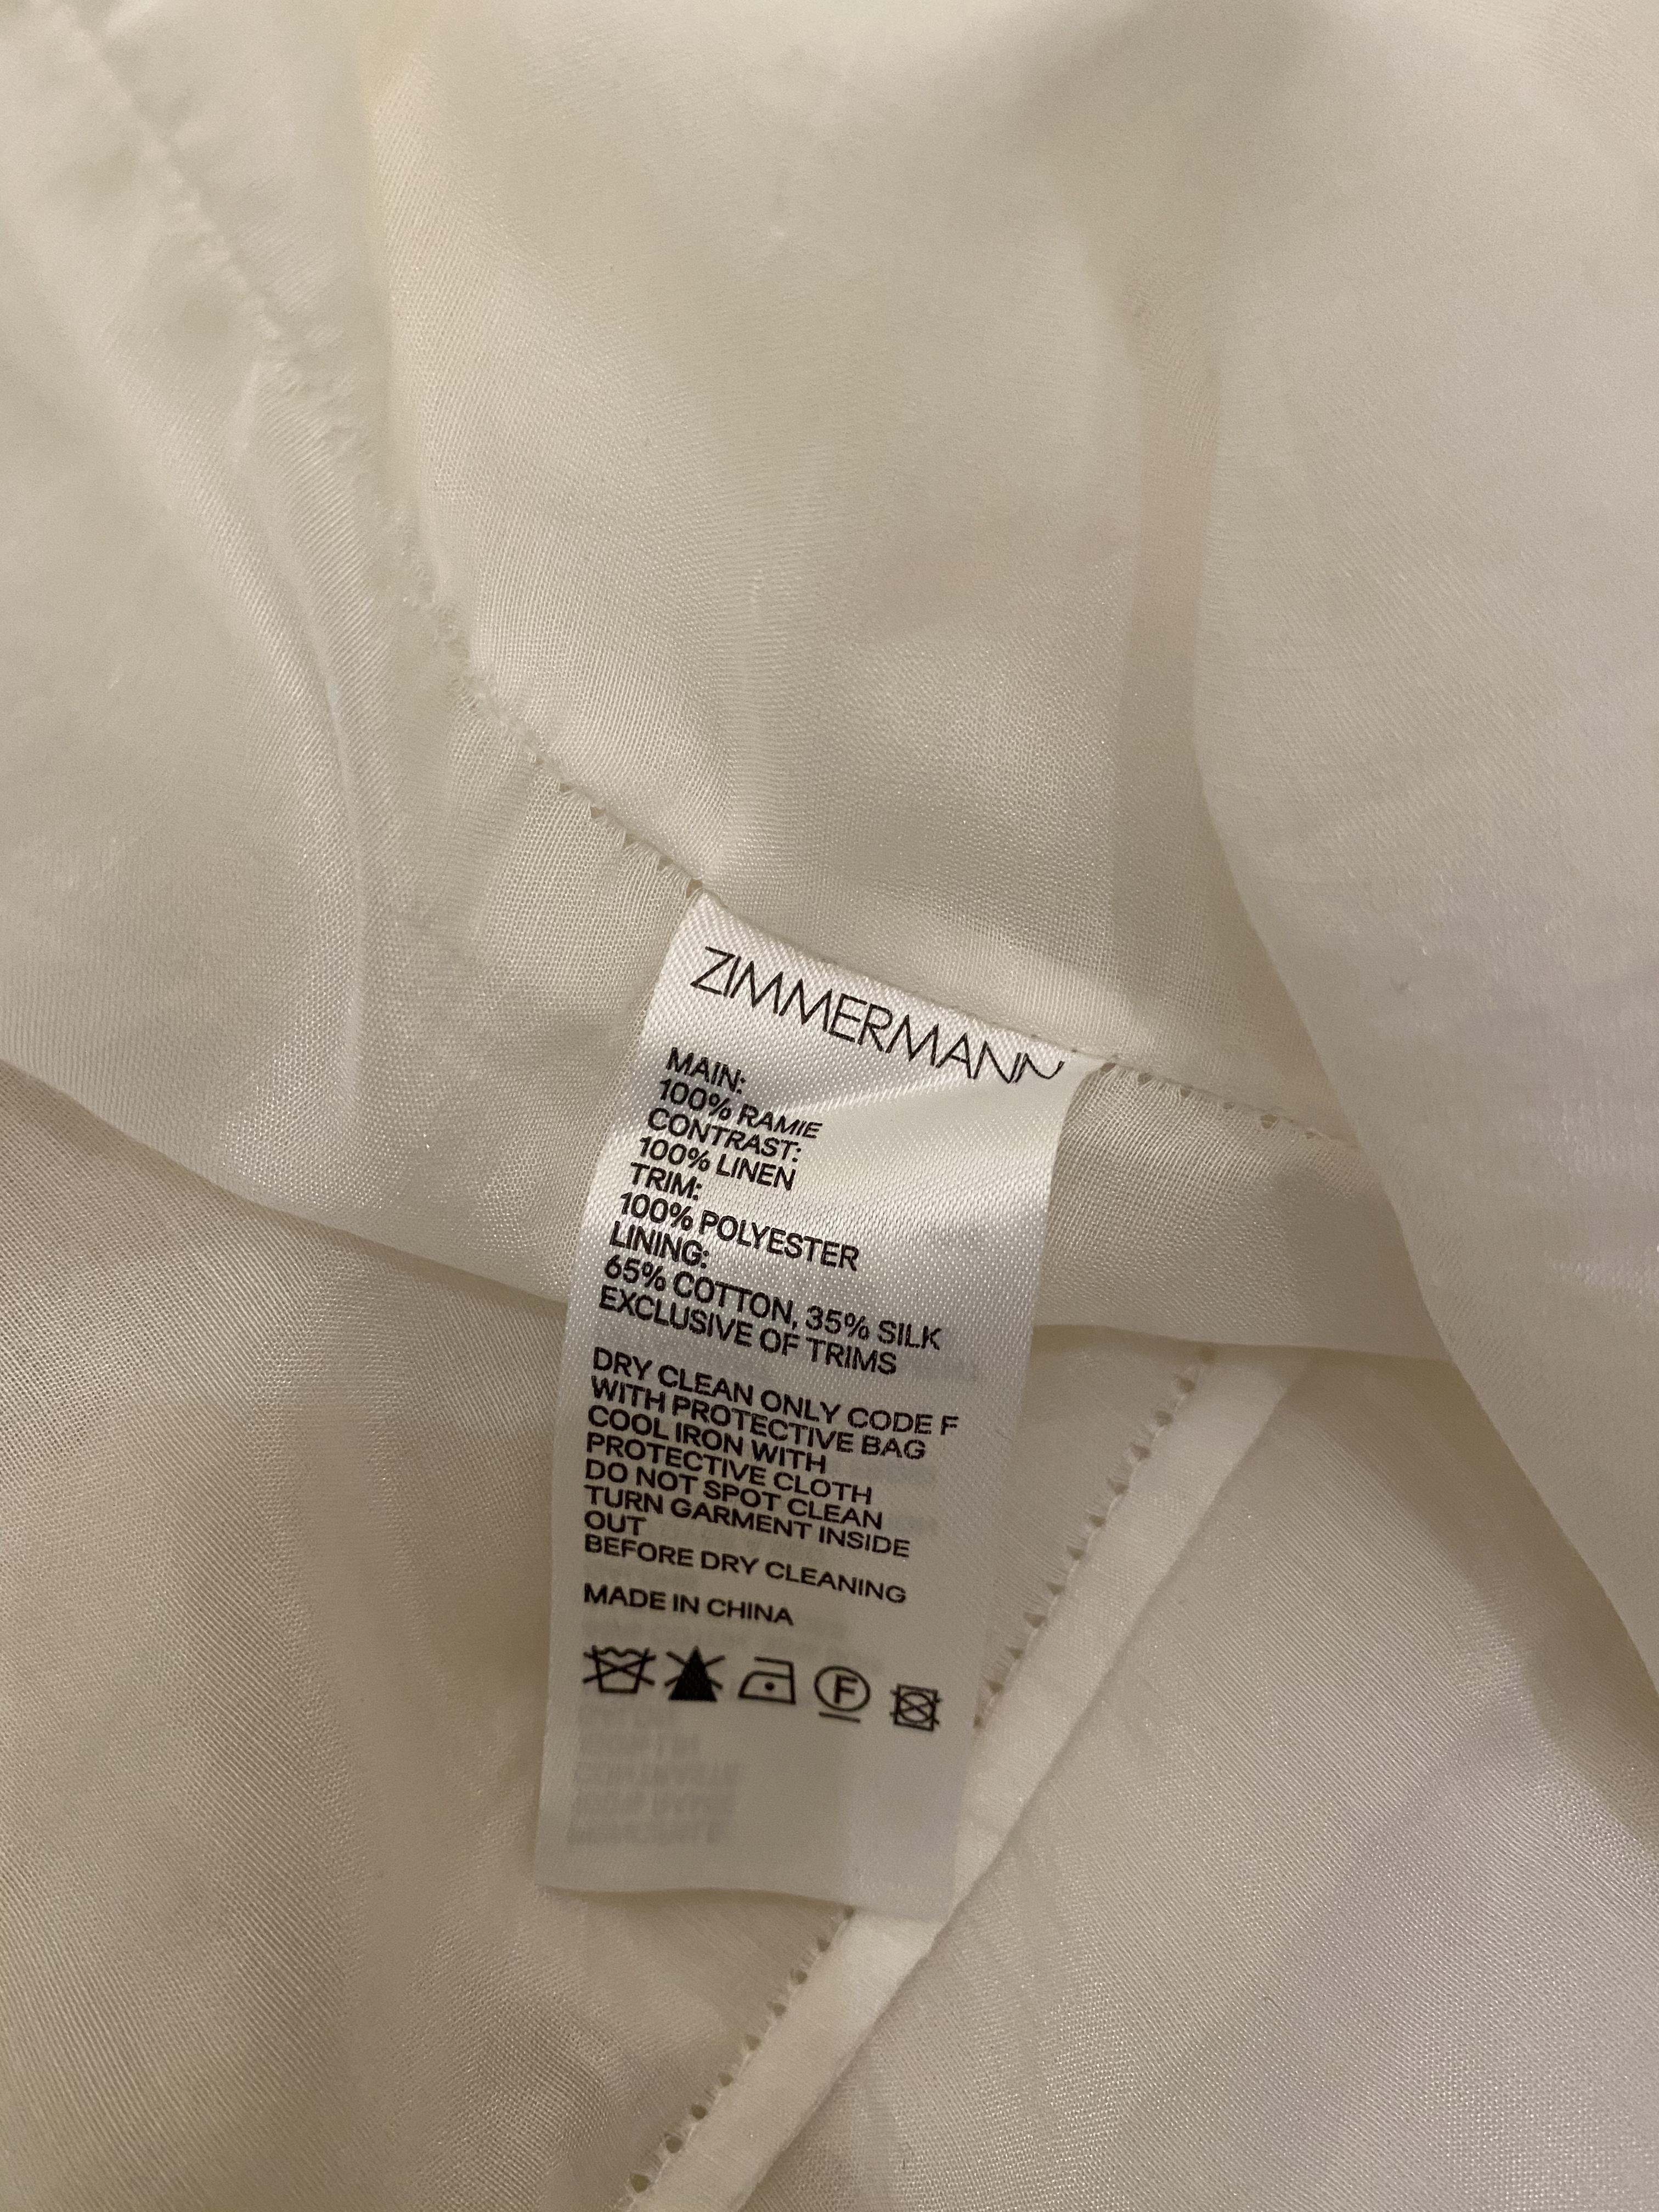 ZIMMERMANN
MAIN:
100% RAMIE
CONTRAST:
100% LINEN
TRIM:
100% POLYESTER
LINING:
65% COTTON, 35% SILK
EXCLUSIVE OF TRIMS
DRY CLEAN ONLY CODE F
WITH PROTECTIVE BAG
COOL IRON WITH
PROTECTIVE CLOTH
DO NOT SPOT CLEAN
TURN GARMENT INSIDE
OUT
BEFORE DRY CLEANING
MADE IN CHINA
F